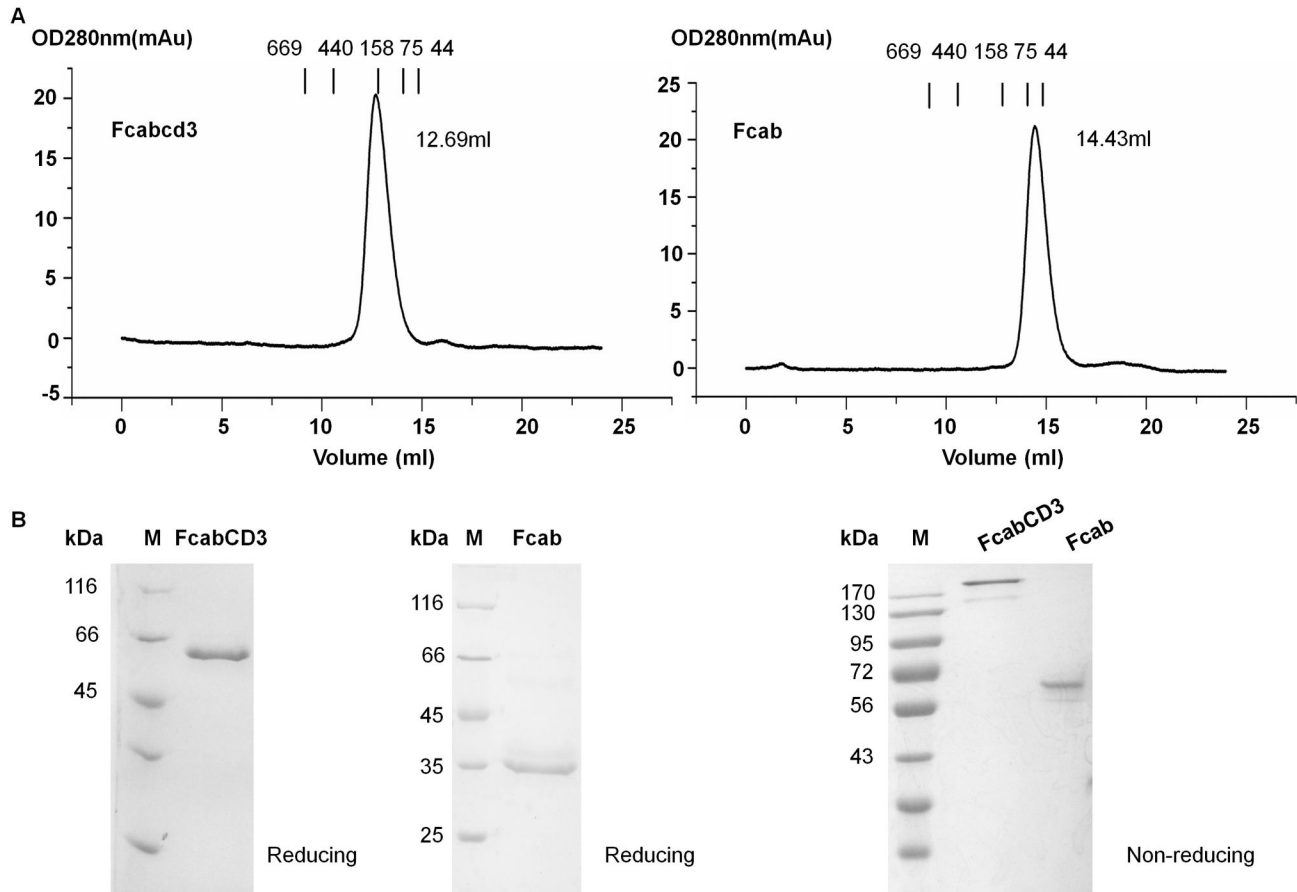 A
OD280nm(mAu)
669 440 158 75 44
20
15
10
5
0
-5
Fcabcd3
12.69ml
0 5 10 15 20 25
Volume (ml)
OD280nm(mAu)
669 440 158 75 44
25
20
15
10
5
0
Fcab
14.43ml
0 5 10 15 20 25
Volume (ml)
B
kDa M FcabCD3
116
66
45
Reducing
kDa M Fcab
116
66
45
35
25
Reducing
kDa M FcabCD3 Fcab
170
130
95
72
56
43
Non-reducing